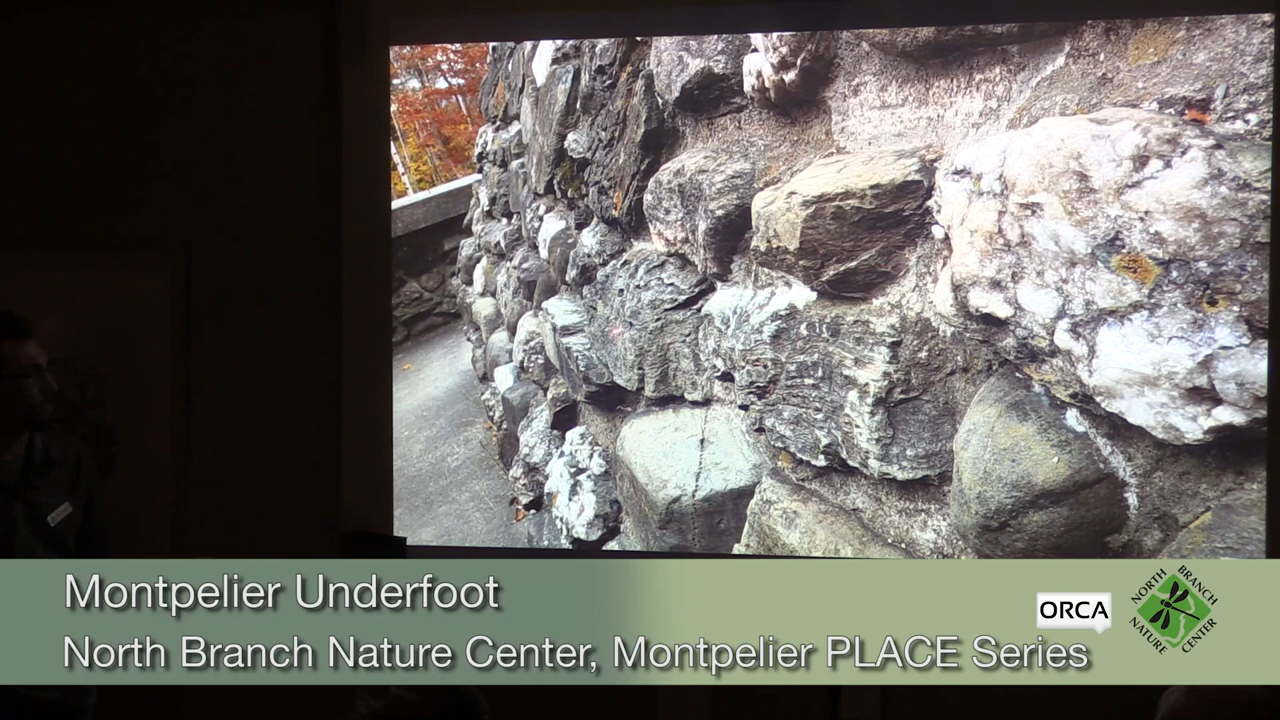 Montpelier Underfoot
North Branch Nature Center, Montpelier PLACE Series
ORCA
NORTH BRANCH
NATURE CENTER